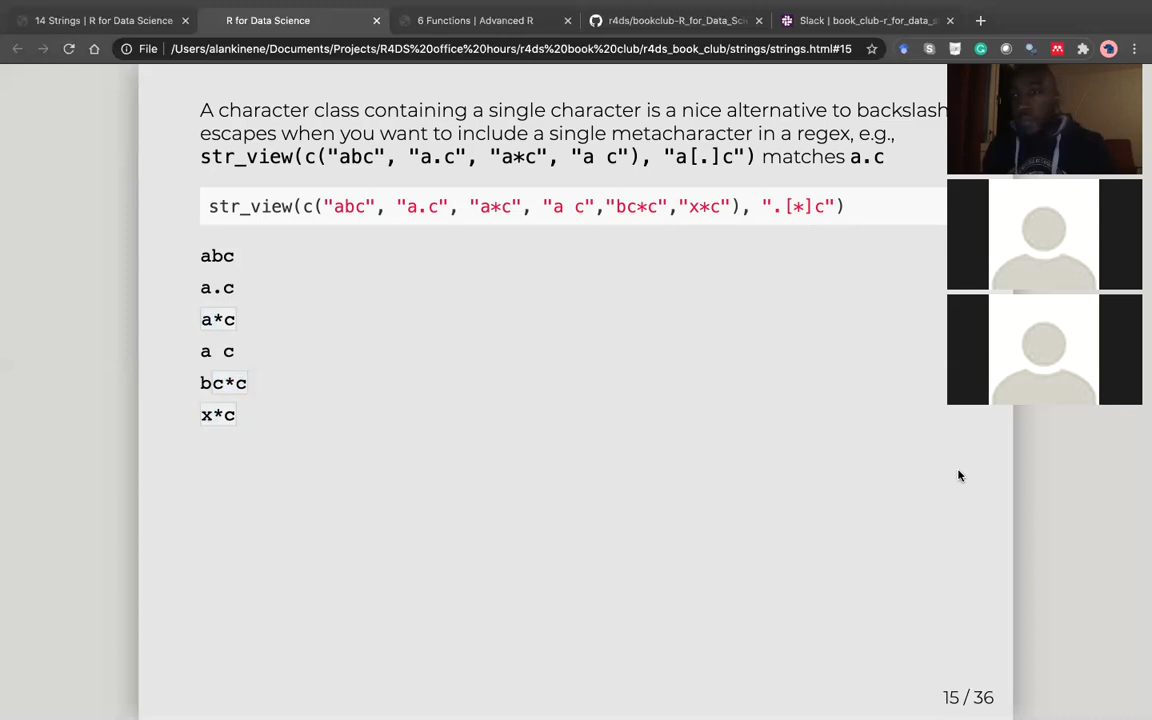 14 Strings | R for Data Science
R for Data Science
6 Functions | Advanced R
r4ds/bookclub-R_for_Data_Sci
Slack | book_club-r_for_data_s
File
/Users/alankinene/Documents/Projects/R4DS%20office%20hours/r4ds%20book%20club/r4ds_book_club/strings/strings.html#15
A character class containing a single character is a nice alternative to backslash
escapes when you want to include a single metacharacter in a regex, e.g.,
str_view(c("abc", "a.c", "a*c", "a c"), "a[.]c") matches a.c
str_view(c("abc", "a.c", "a*c", "a c","bc*c","x*c"), ".[*]c")
abc
a.c
a*c
a c
bc*c
x*c
15 / 36